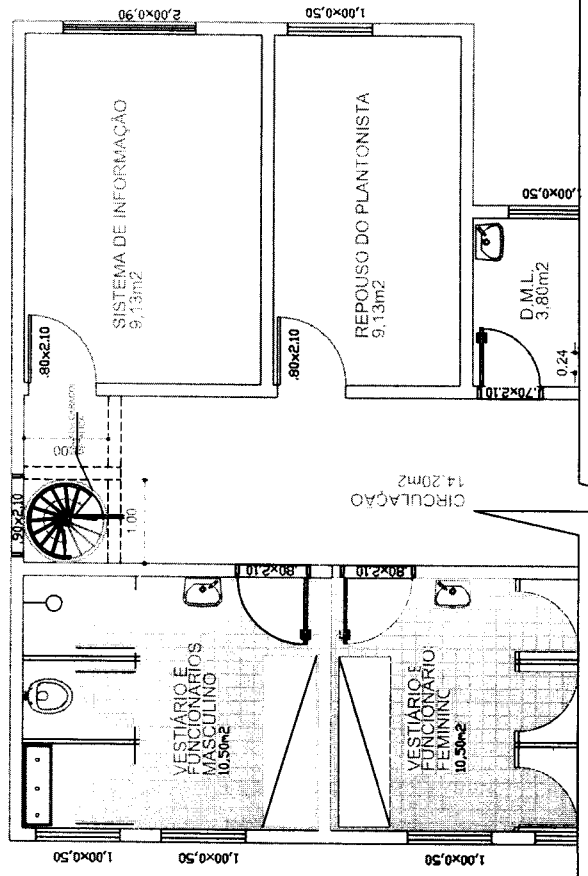 2,00x0,90
1,00x0,50
SISTEMA DE INFORMAÇÃO
9,13m2
REPOUSO DO PLANTONISTA
9,13m2
,00x0,50
D.M.L.
3,80m2
.80x2.10
.80x2.10
.70x2.10
0.24
.90x2.10
1.00
CIRCULAÇÃO
14.20m2
.80x2.10
.80x2.10
VESTIÁRIO E
FUNCIONÁRIOS
MASCULINO
10,50m2
VESTIÁRIO E
FUNCIONÁRIO
FEMININO
10,50m2
1,00x0,50
1,00x0,50
1,00x0,50